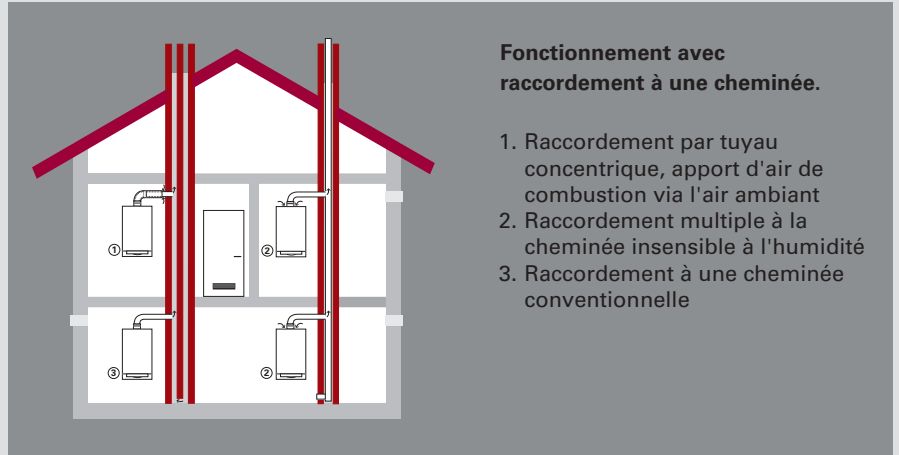 Fonctionnement avec
raccordement à une cheminée.
1. Raccordement par tuyau
concentrique, apport d'air de
combustion via l'air ambiant
2. Raccordement multiple à la
cheminée insensible à l'humidité
3. Raccordement à une cheminée
conventionnelle
1
2
3
2